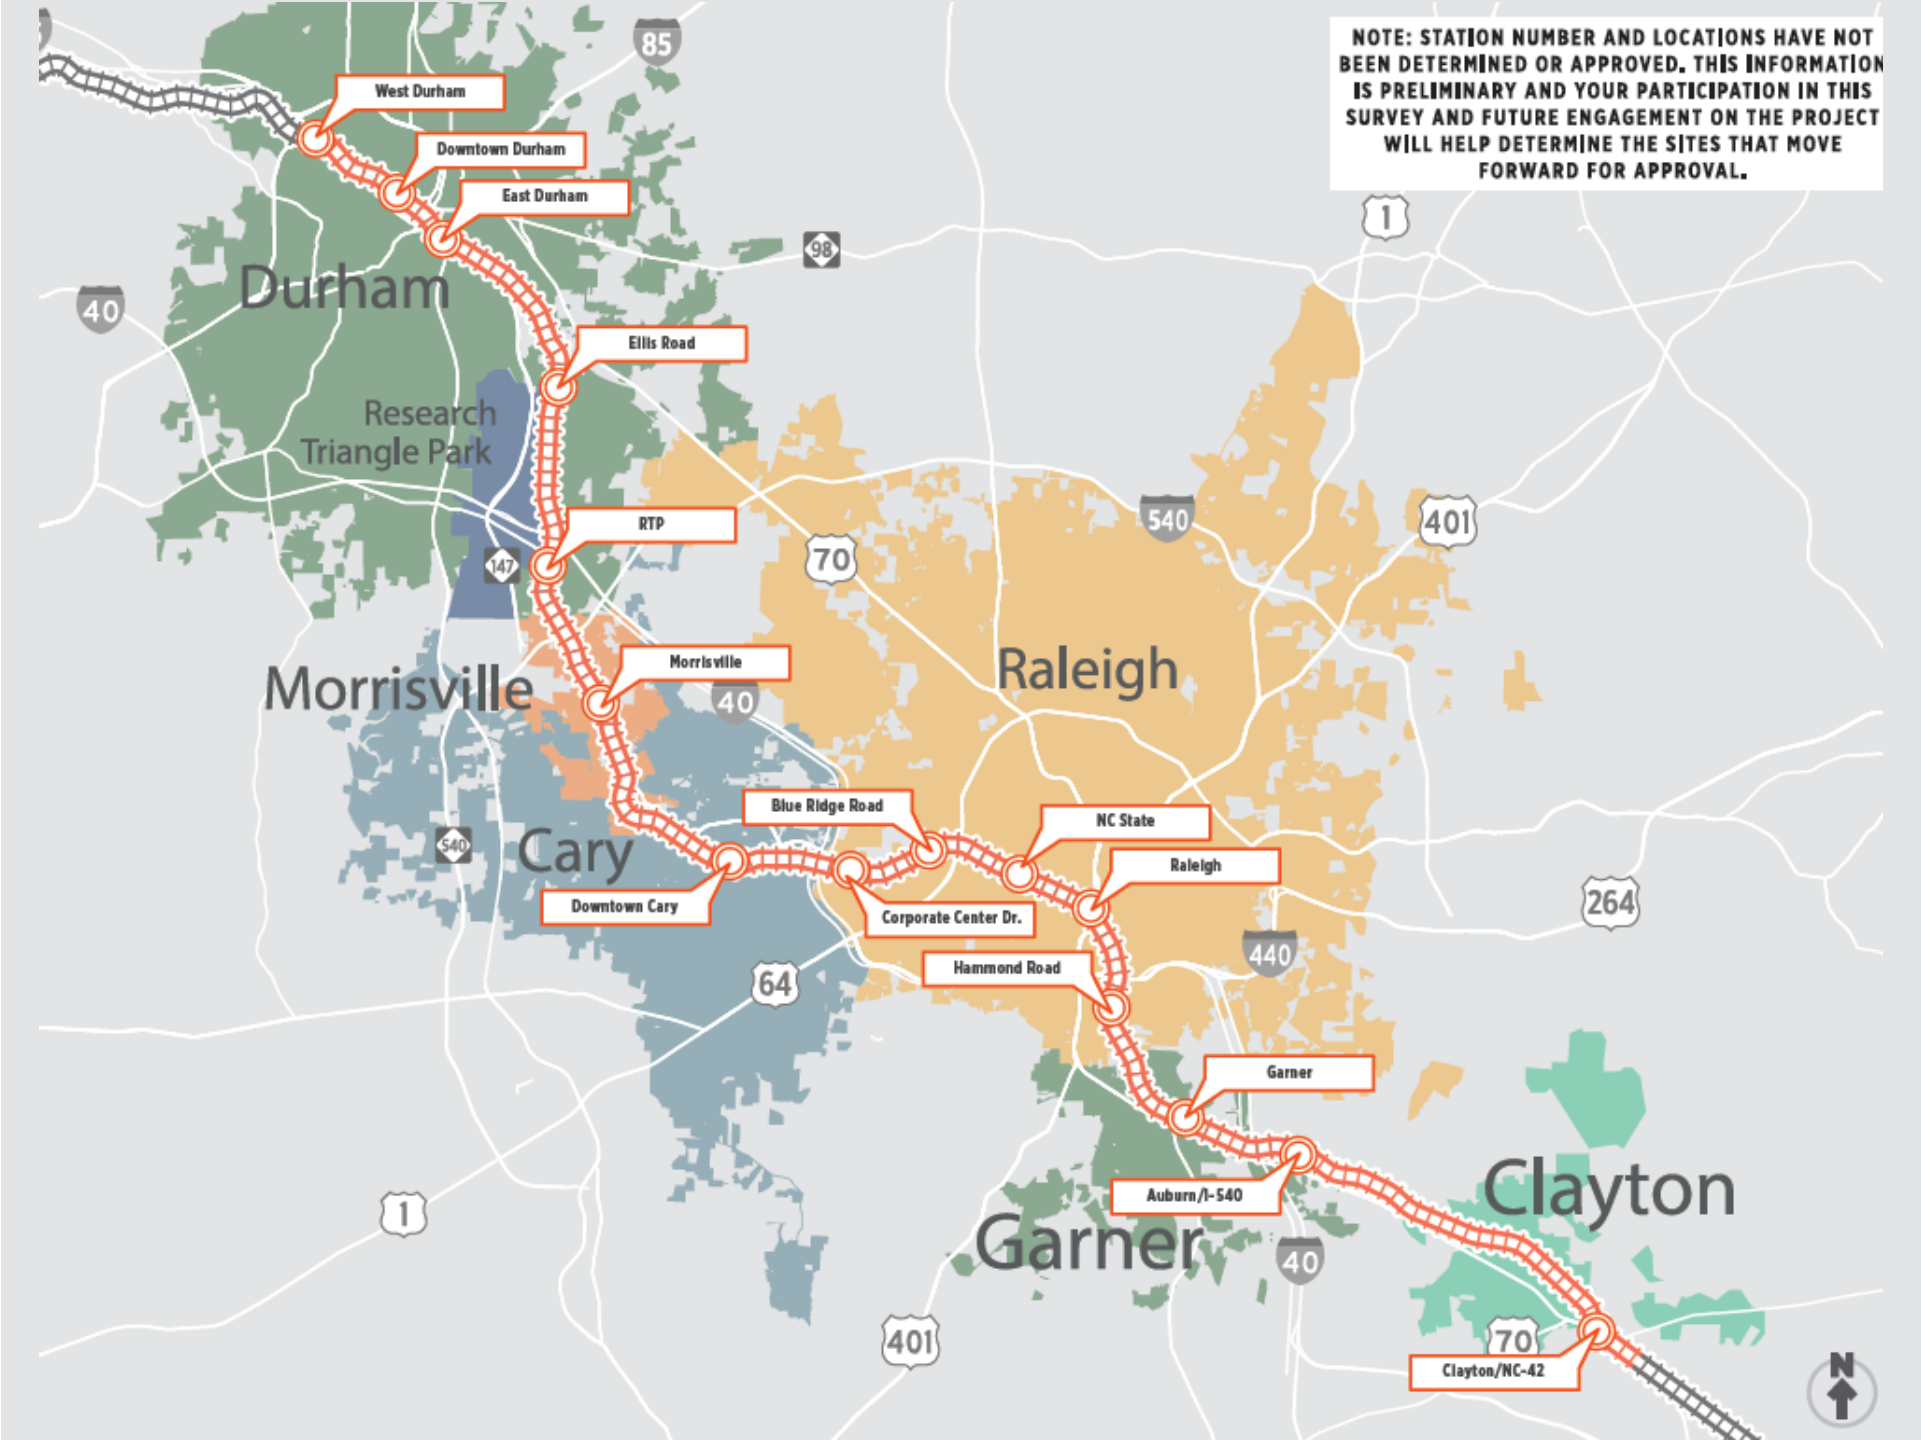 NOTE: STATION NUMBER AND LOCATIONS HAVE NOT
BEEN DETERMINED OR APPROVED. THIS INFORMATION
IS PRELIMINARY AND YOUR PARTICIPATION IN THIS
SURVEY AND FUTURE ENGAGEMENT ON THE PROJECT
WILL HELP DETERMINE THE SITES THAT MOVE
FORWARD FOR APPROVAL.
85
West Durham
Downtown Durham
East Durham
1
98
Durham
40
Ellis Road
Research
Triangle Park
RTP
540
401
70
147
Morrisville
Raleigh
Morrisville
40
Blue Ridge Road
NC State
540
Cary
Raleigh
Downtown Cary
Corporate Center Dr.
264
440
Hammond Road
64
Garner
Clayton
Auburn/I-540
1
Garner
40
401
70
Clayton/NC-42
N